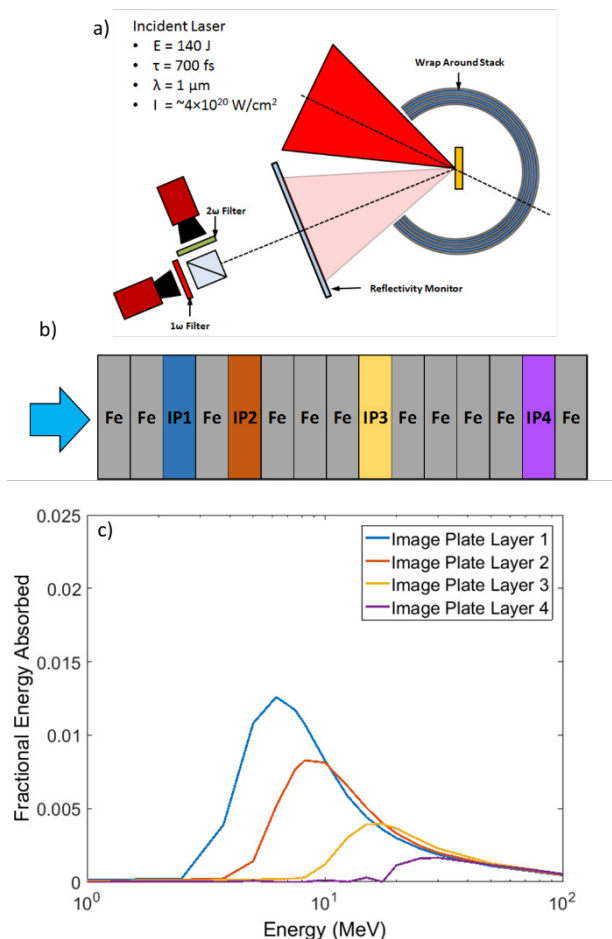 a)
Incident Laser
• E = 140 J
• τ = 700 fs
• λ = 1 μm
• I = ~4×10²⁰ W/cm²
Wrap Around Stack
2ω Filter
1ω Filter
Reflectivity Monitor
b)
Fe Fe IP1 Fe IP2 Fe Fe Fe IP3 Fe Fe Fe Fe IP4 Fe
c)
Image Plate Layer 1
Image Plate Layer 2
Image Plate Layer 3
Image Plate Layer 4
Fractional Energy Absorbed
0.025
0.02
0.015
0.01
0.005
0
10⁰ 10¹ 10²
Energy (MeV)